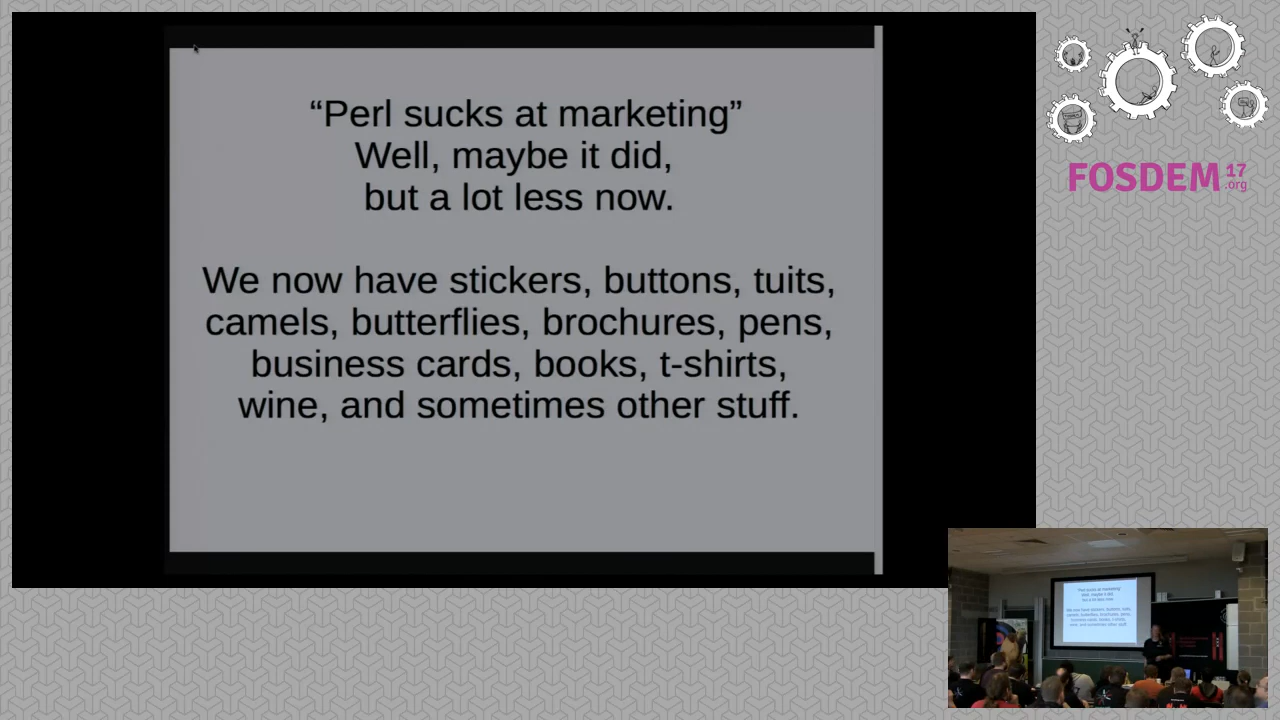 “Perl sucks at marketing”
Well, maybe it did,
but a lot less now.
We now have stickers, buttons, tuits,
camels, butterflies, brochures, pens,
business cards, books, t-shirts,
wine, and sometimes other stuff.
FOSDEM 17
.org